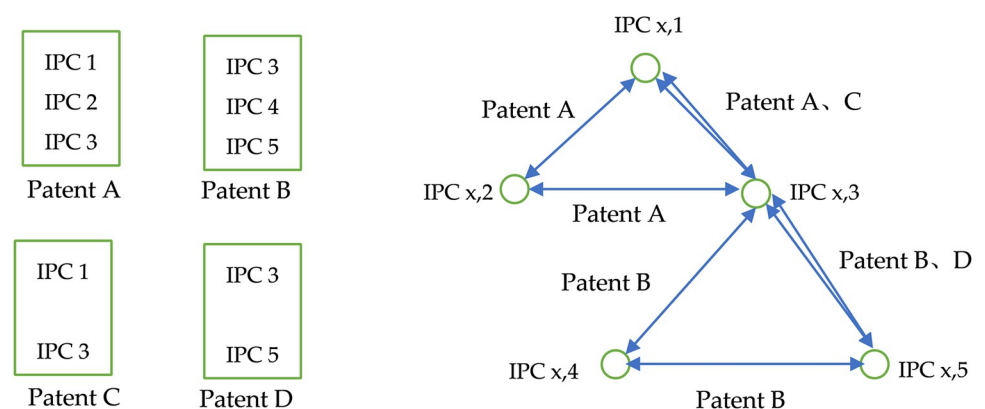 IPC 1
IPC 2
IPC 3
Patent A
IPC 3
IPC 4
IPC 5
Patent B
IPC 1
IPC 3
Patent C
IPC 3
IPC 5
Patent D
IPC x,1
Patent A
Patent A、C
IPC x,2
IPC x,3
Patent A
Patent B
Patent B、D
IPC x,4
IPC x,5
Patent B